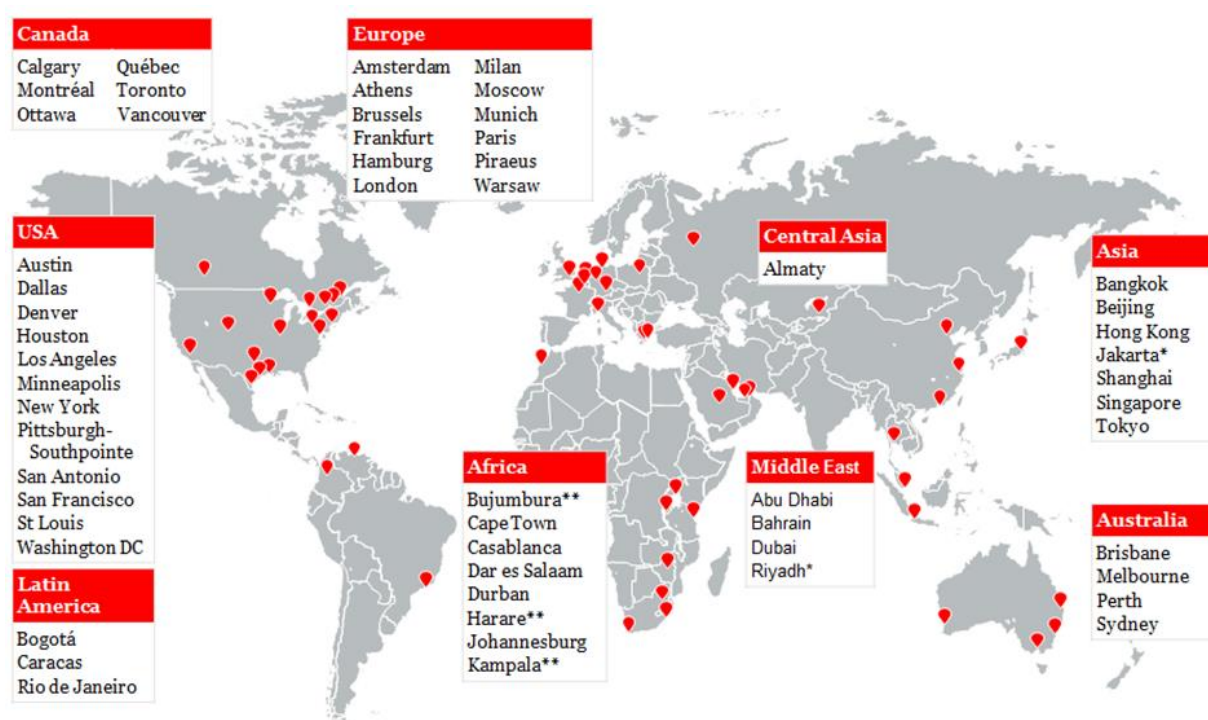 Canada
Calgary Québec
Montréal Toronto
Ottawa Vancouver
Europe
Amsterdam Milan
Athens Moscow
Brussels Munich
Frankfurt Paris
Hamburg Piraeus
London Warsaw
USA
Austin
Dallas
Denver
Houston
Los Angeles
Minneapolis
New York
Pittsburgh-
Southpointe
San Antonio
San Francisco
St Louis
Washington DC
Latin
America
Bogotá
Caracas
Rio de Janeiro
Africa
Bujumbura**
Cape Town
Casablanca
Dar es Salaam
Durban
Harare**
Johannesburg
Kampala**
Central Asia
Almaty
Middle East
Abu Dhabi
Bahrain
Dubai
Riyadh*
Asia
Bangkok
Beijing
Hong Kong
Jakarta*
Shanghai
Singapore
Tokyo
Australia
Brisbane
Melbourne
Perth
Sydney